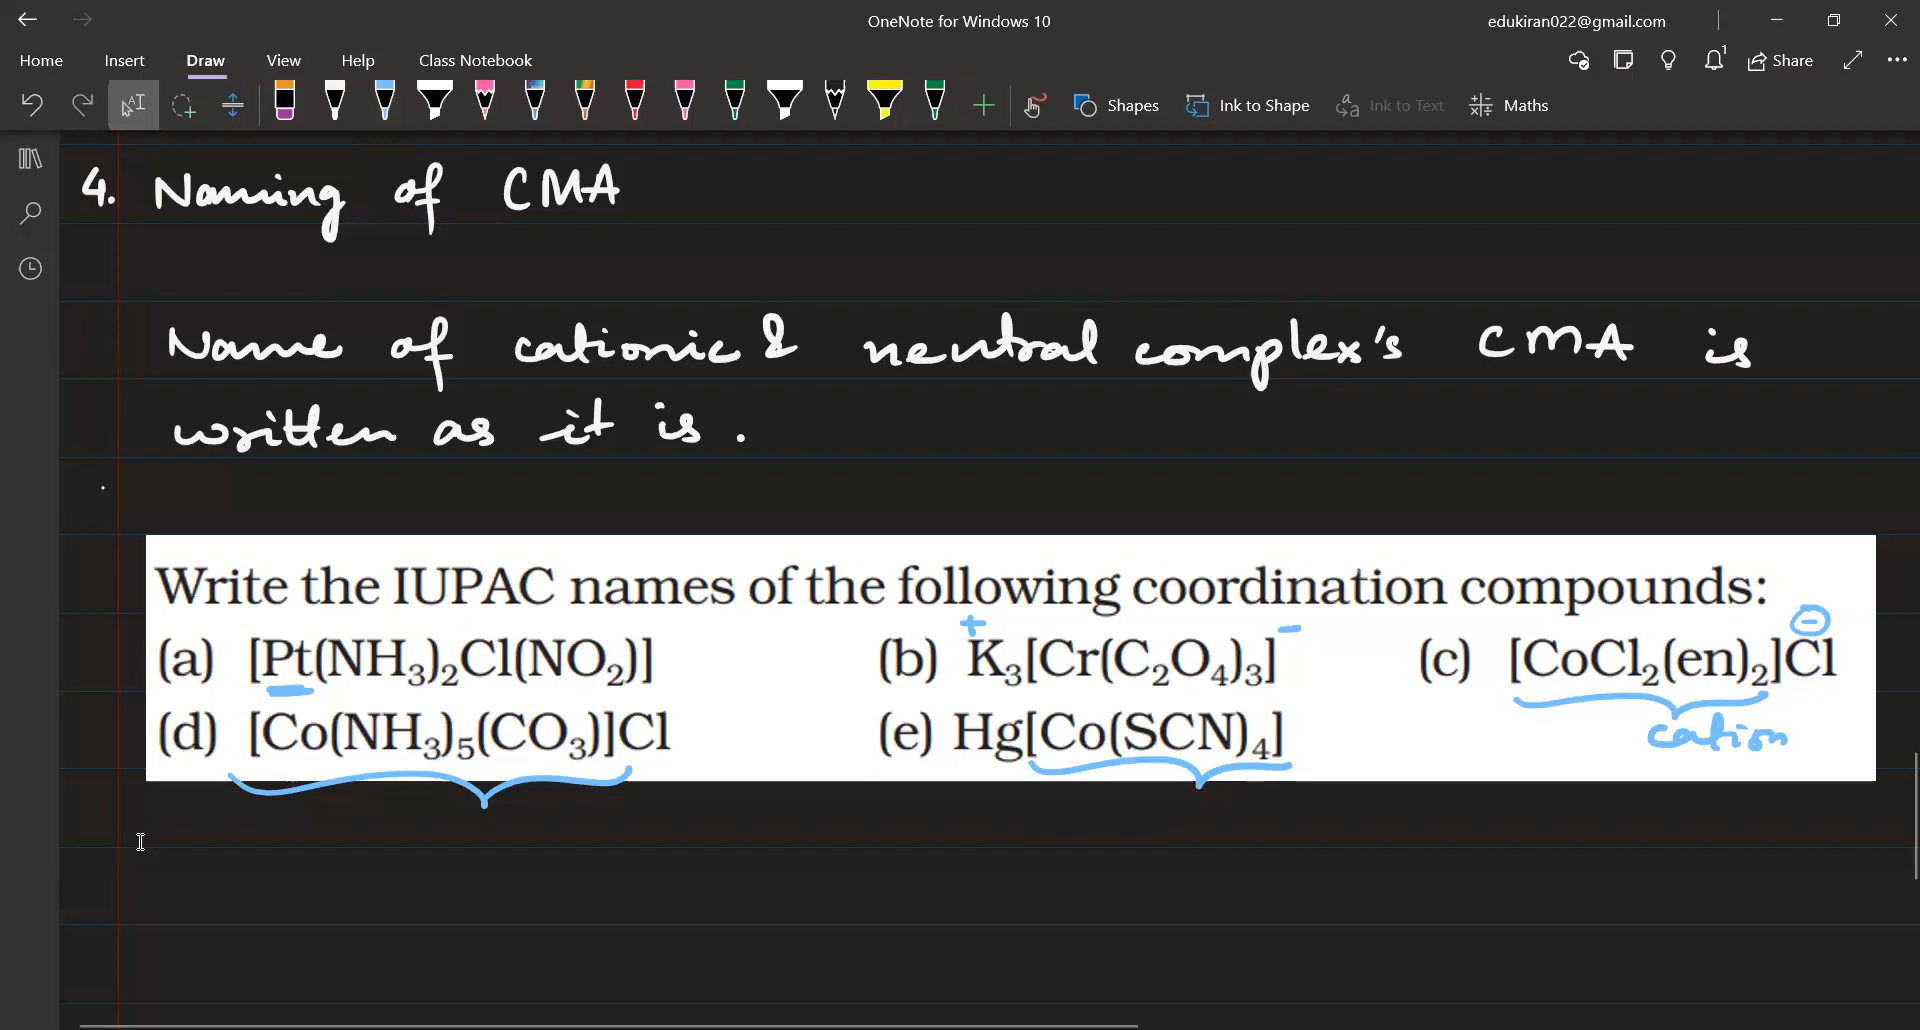 OneNote for Windows 10
edukiran022@gmail.com
Home Insert Draw View Help Class Notebook
1 Share
Shapes Ink to Shape Ink to Text Maths
4. Naming of CMA
Name of cationic & neutral complex's CMA is
written as it is.
Write the IUPAC names of the following coordination compounds:
+ − ⊖
(a) [Pt(NH₃)₂Cl(NO₂)] (b) K₃[Cr(C₂O₄)₃] (c) [CoCl₂(en)₂]Cl
(d) [Co(NH₃)₅(CO₃)]Cl (e) Hg[Co(SCN)₄] cation